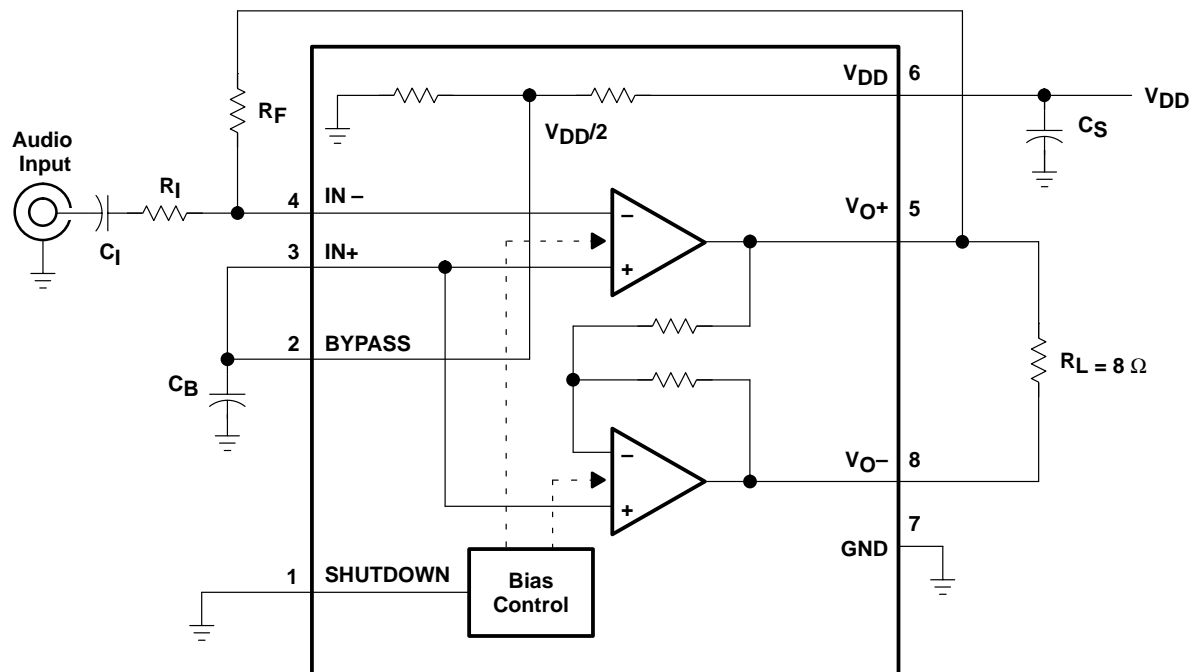 VDD 6
VDD
RF
VDD/2
CS
Audio
Input
RI
4 IN –
VO+ 5
–
CI
3 IN+
+
2 BYPASS
RL = 8 Ω
CB
–
VO– 8
+
7
GND
1 SHUTDOWN
Bias
Control